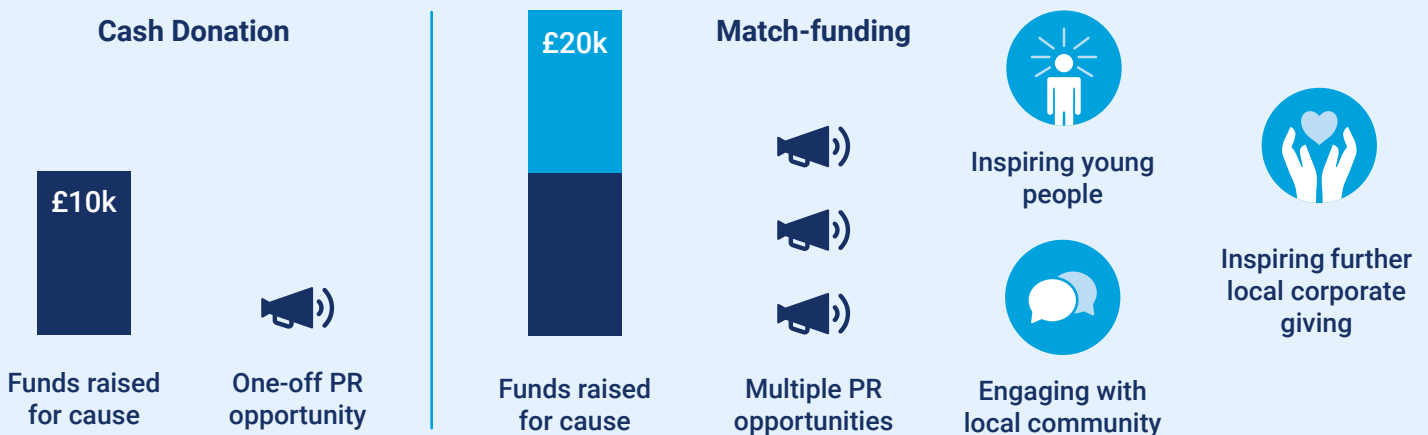 Cash Donation
£10k
Funds raised
for cause
One-off PR
opportunity
Match-funding
£20k
Funds raised
for cause
Multiple PR
opportunities
Inspiring young
people
Engaging with
local community
Inspiring further
local corporate
giving